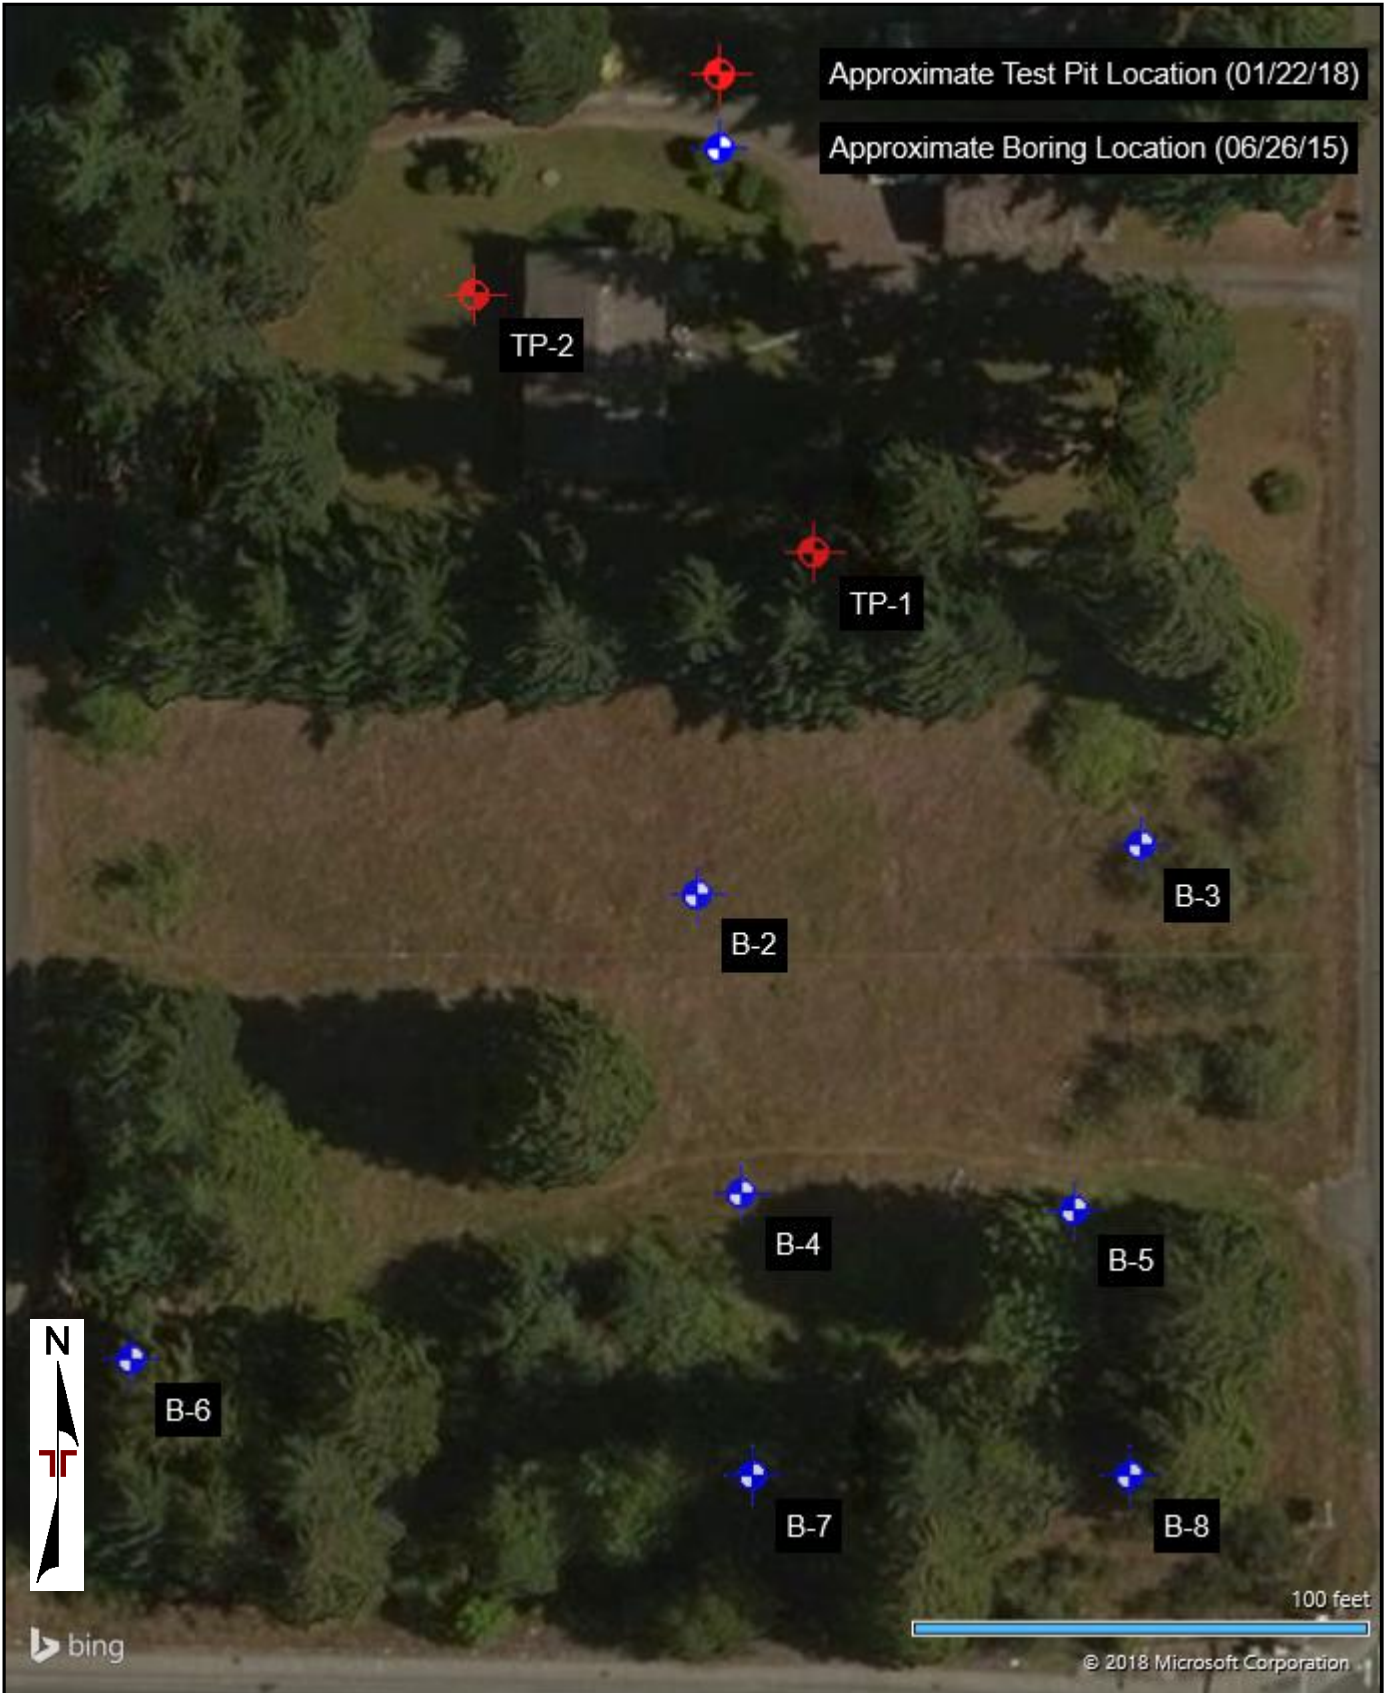 Approximate Test Pit Location (01/22/18)
Approximate Boring Location (06/26/15)
TP-2
TP-1
B-3
B-2
B-4
B-5
N
B-6
B-7
B-8
100 feet
bing
© 2018 Microsoft Corporation